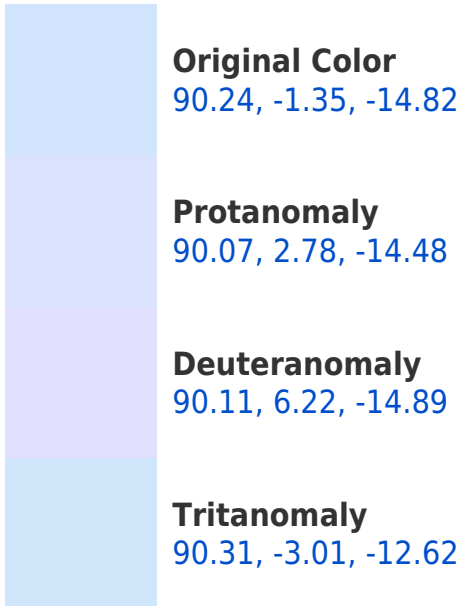 Original Color
90.24, -1.35, -14.82
Protanomaly
90.07, 2.78, -14.48
Deuteranomaly
90.11, 6.22, -14.89
Tritanomaly
90.31, -3.01, -12.62